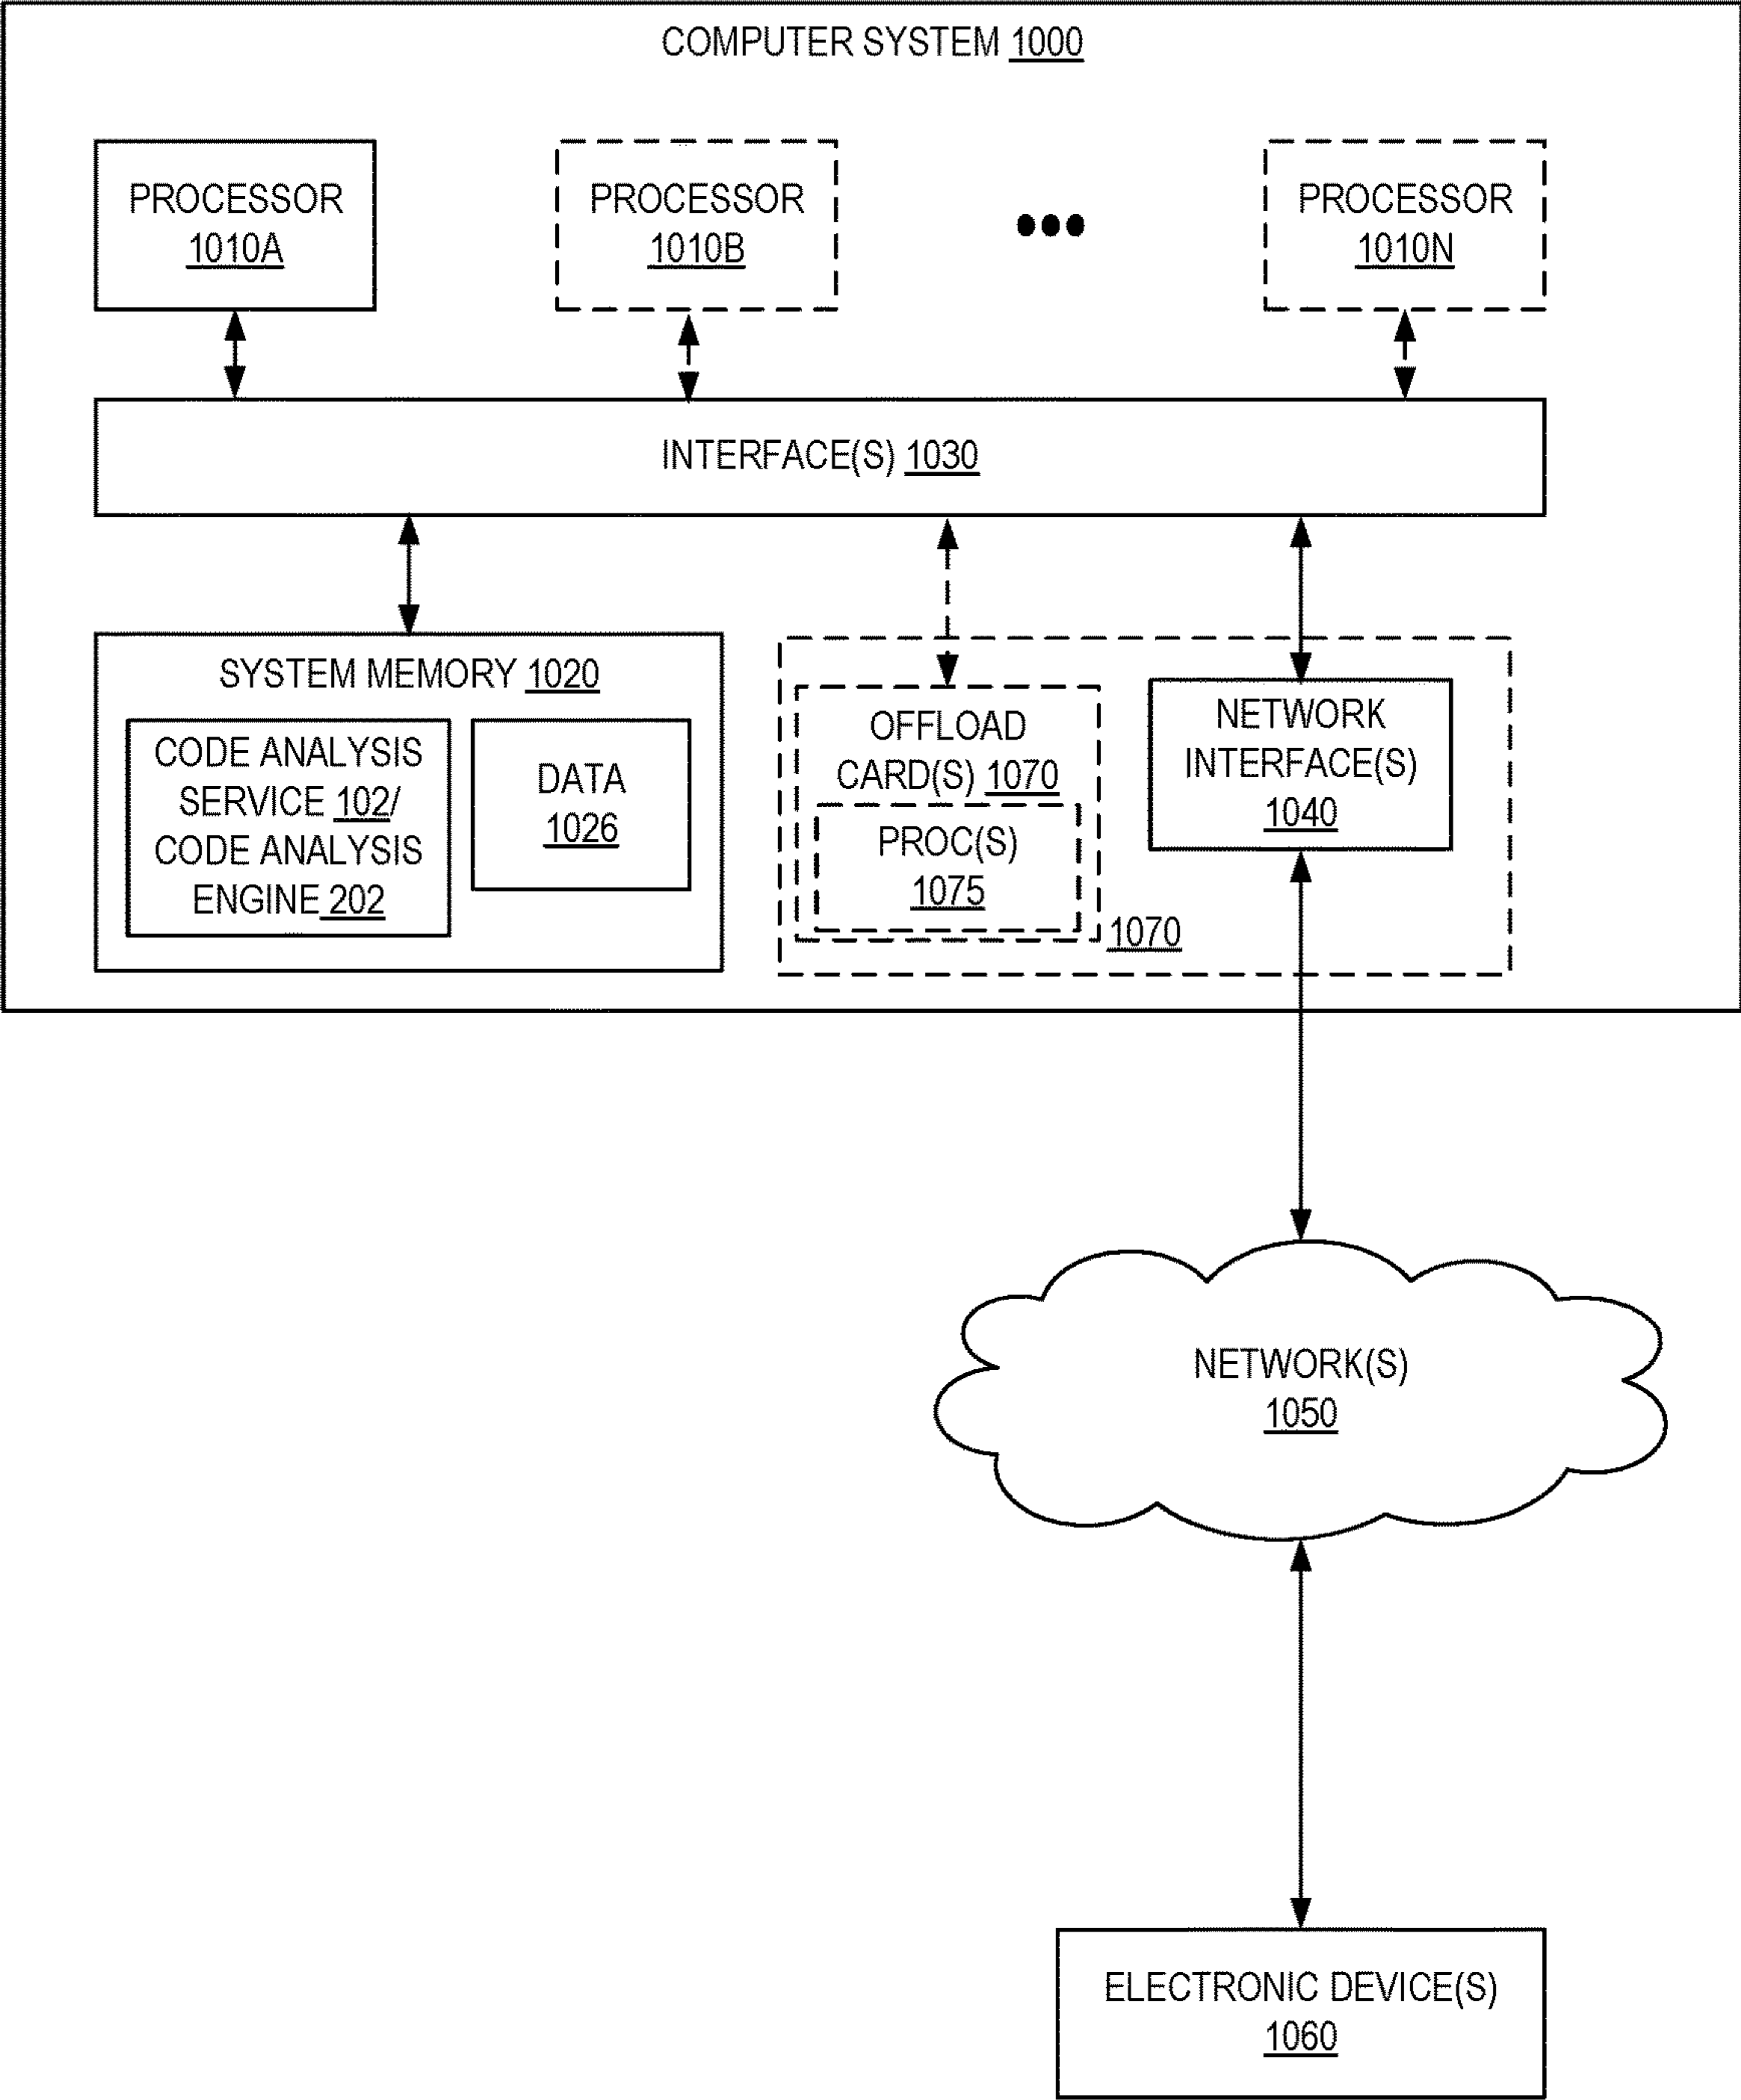 COMPUTER SYSTEM 1000
PROCESSOR
1010A
PROCESSOR
1010B
PROCESSOR
1010N
INTERFACE(S) 1030
SYSTEM MEMORY 1020
CODE ANALYSIS
SERVICE 102/
CODE ANALYSIS
ENGINE 202
DATA
1026
OFFLOAD
CARD(S) 1070
PROC(S)
1075
1070
NETWORK
INTERFACE(S)
1040
NETWORK(S)
1050
ELECTRONIC DEVICE(S)
1060